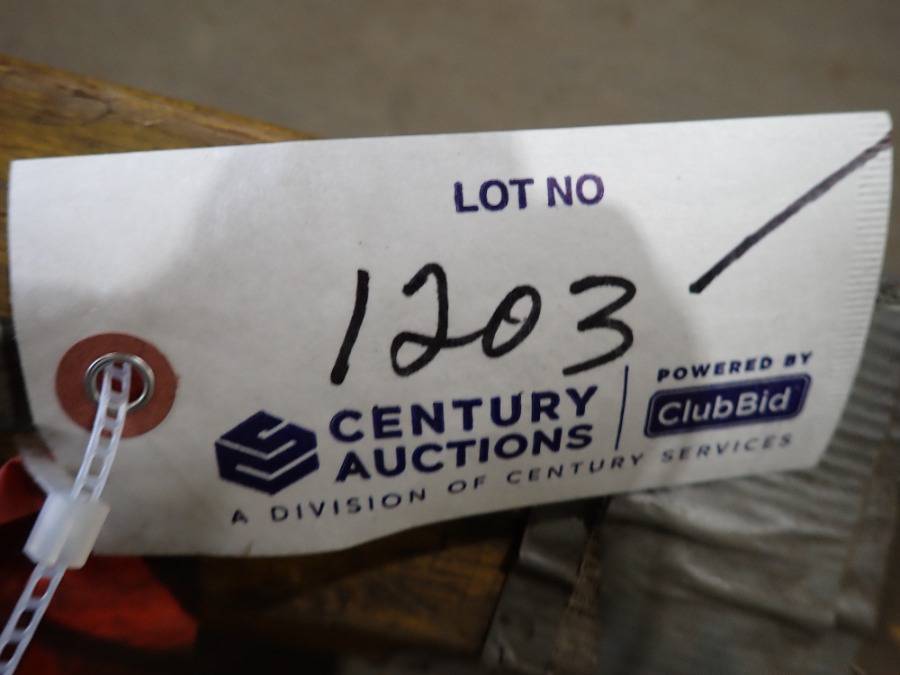 LOT NO
1203
CENTURY
AUCTIONS
POWERED BY
ClubBid
A DIVISION OF CENTURY SERVICES